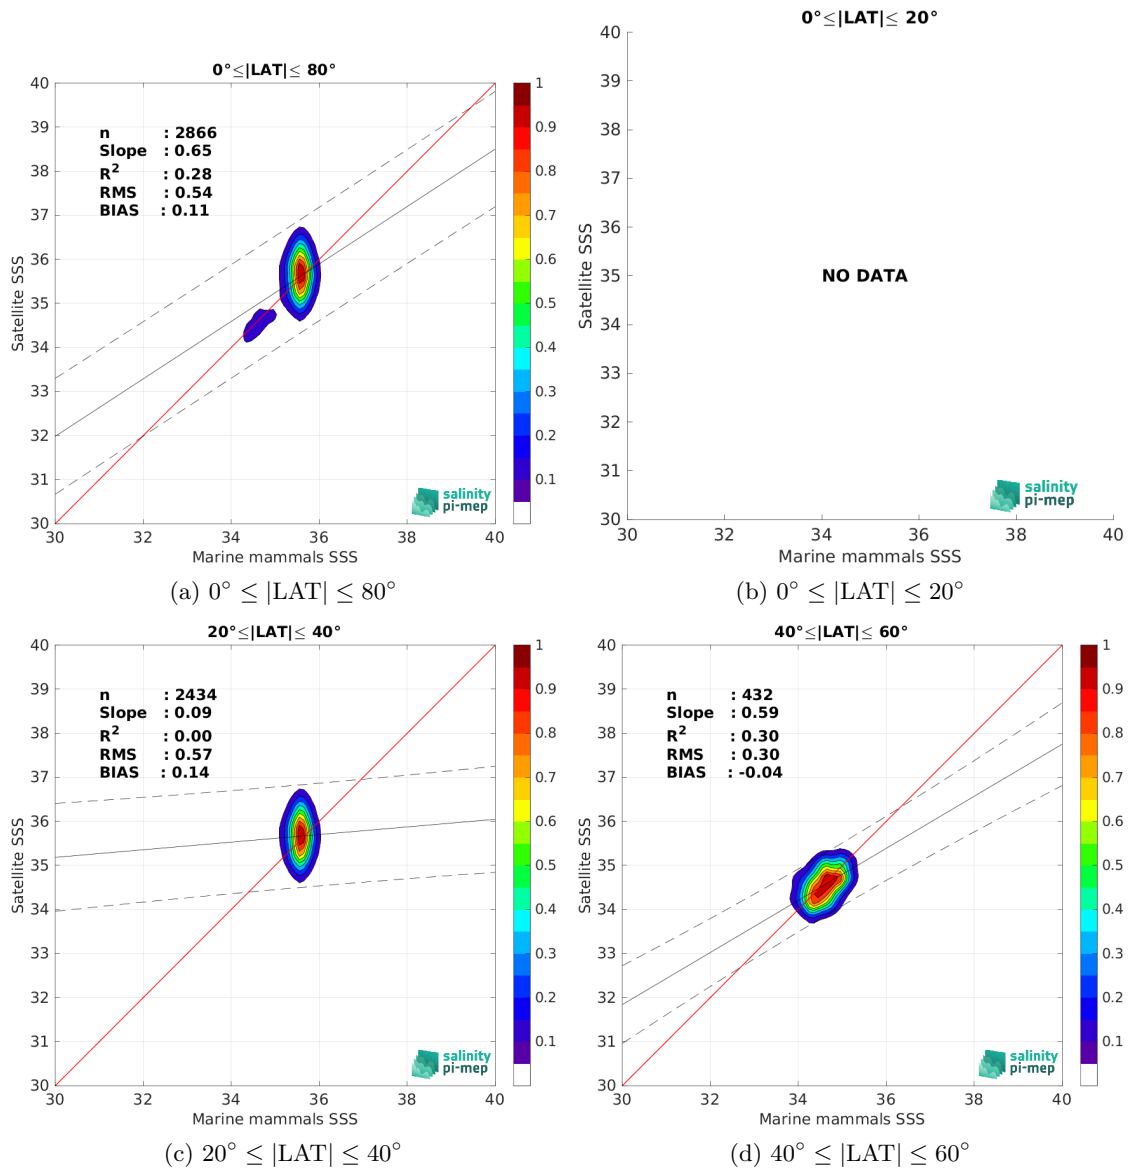 0°≤|LAT|≤ 80°
40
39
38
37
36
35
34
33
32
31
30
Satellite SSS
n : 2866
Slope : 0.65
R² : 0.28
RMS : 0.54
BIAS : 0.11
salinity
pi-mep
30 32 34 36 38 40
Marine mammals SSS
1
0.9
0.8
0.7
0.6
0.5
0.4
0.3
0.2
0.1
(a) 0° ≤ |LAT| ≤ 80°
0°≤|LAT|≤ 20°
40
39
38
37
36
35
34
33
32
31
30
Satellite SSS
NO DATA
salinity
pi-mep
30 32 34 36 38 40
Marine mammals SSS
(b) 0° ≤ |LAT| ≤ 20°
20°≤|LAT|≤ 40°
40
39
38
37
36
35
34
33
32
31
30
Satellite SSS
n : 2434
Slope : 0.09
R² : 0.00
RMS : 0.57
BIAS : 0.14
salinity
pi-mep
30 32 34 36 38 40
Marine mammals SSS
1
0.9
0.8
0.7
0.6
0.5
0.4
0.3
0.2
0.1
(c) 20° ≤ |LAT| ≤ 40°
40°≤|LAT|≤ 60°
40
39
38
37
36
35
34
33
32
31
30
Satellite SSS
n : 432
Slope : 0.59
R² : 0.30
RMS : 0.30
BIAS : -0.04
salinity
pi-mep
30 32 34 36 38 40
Marine mammals SSS
1
0.9
0.8
0.7
0.6
0.5
0.4
0.3
0.2
0.1
(d) 40° ≤ |LAT| ≤ 60°